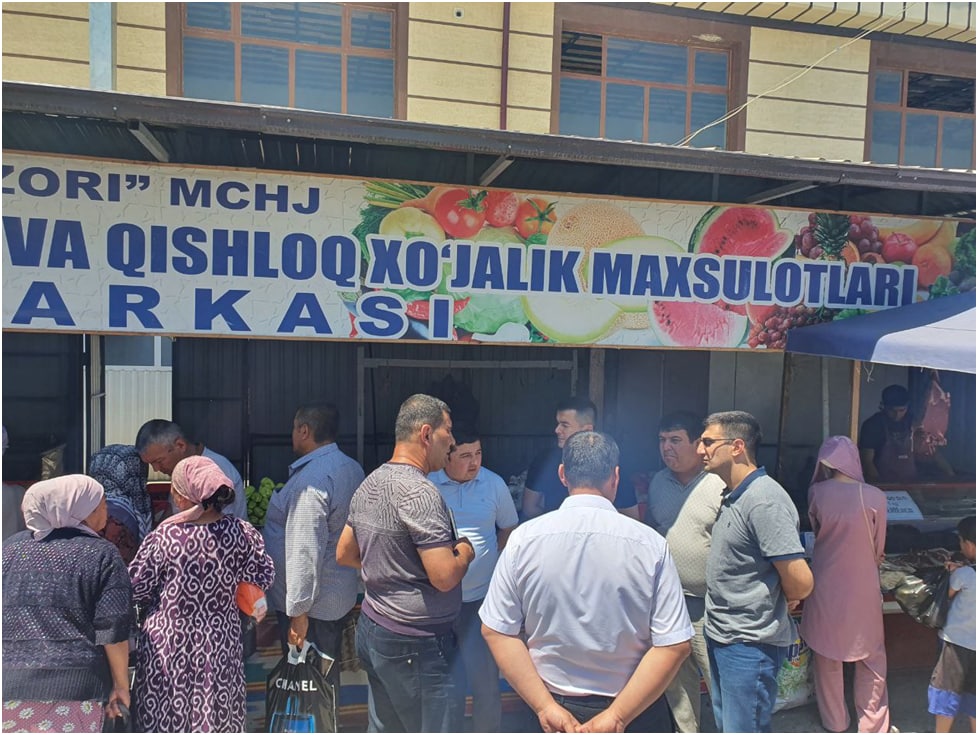 ZORI” MCHJ
VA QISHLOQ XO‘JALIK MAXSULOTLARI
ARKASI
CHANEL